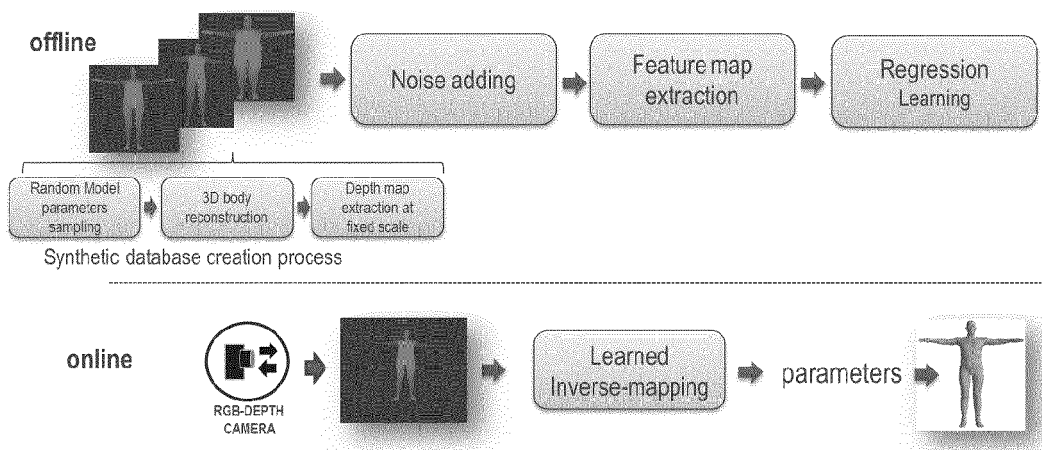 offline
Noise adding
Feature map
extraction
Regression
Learning
Random Model
parameters
sampling
3D body
reconstruction
Depth map
extraction at
fixed scale
Synthetic database creation process
online
RGB-DEPTH
CAMERA
Learned
Inverse-mapping
parameters